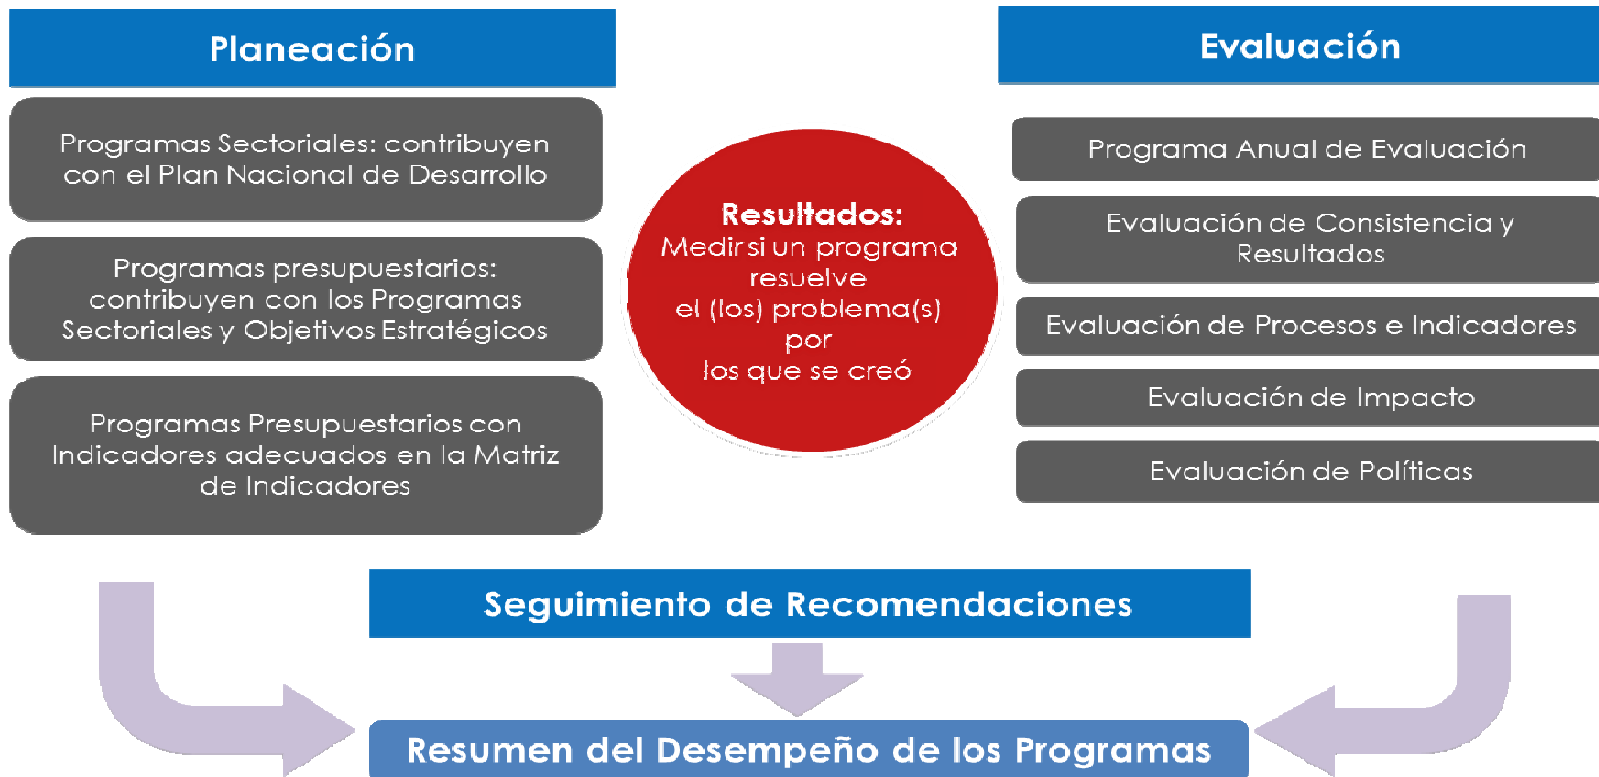 Planeación
Programas Sectoriales: contribuyen
con el Plan Nacional de Desarrollo
Programas presupuestarios:
contribuyen con los Programas
Sectoriales y Objetivos Estratégicos
Programas Presupuestarios con
Indicadores adecuados en la Matriz
de Indicadores
Resultados:
Medir si un programa
resuelve
el (los) problema(s)
por
los que se creó
Evaluación
Programa Anual de Evaluación
Evaluación de Consistencia y
Resultados
Evaluación de Procesos e Indicadores
Evaluación de Impacto
Evaluación de Políticas
Seguimiento de Recomendaciones
Resumen del Desempeño de los Programas